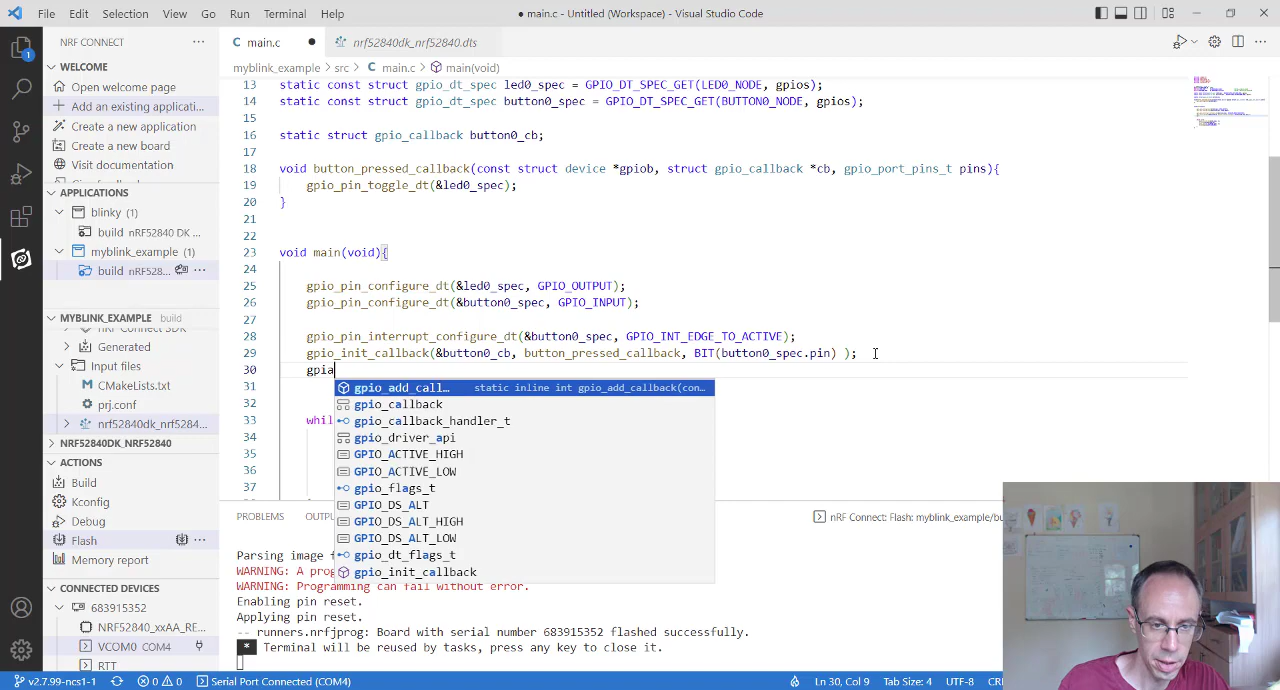 File Edit Selection View Go Run Terminal Help
● main.c - Untitled (Workspace) - Visual Studio Code
NRF CONNECT
WELCOME
Open welcome page
Add an existing applicati...
Create a new application
Create a new board
Visit documentation
APPLICATIONS
blinky (1)
build nRF52840 DK ...
myblink_example (1)
build nRF528...
MYBLINK_EXAMPLE build
nRF Connect SDK
Generated
Input files
CMakeLists.txt
prj.conf
nrf52840dk_nrf5284...
NRF52840DK_NRF52840
ACTIONS
Build
Kconfig
Debug
Flash
Memory report
CONNECTED DEVICES
683915352
NRF52840_xxAA_RE...
VCOM0 COM4
RTT
main.c ●
nrf52840dk_nrf52840.dts
myblink_example > src > C main.c > main(void)
13 static const struct gpio_dt_spec led0_spec = GPIO_DT_SPEC_GET(LED0_NODE, gpios);
14 static const struct gpio_dt_spec button0_spec = GPIO_DT_SPEC_GET(BUTTON0_NODE, gpios);
15
16 static struct gpio_callback button0_cb;
17
18 void button_pressed_callback(const struct device *gpiob, struct gpio_callback *cb, gpio_port_pins_t pins){
19 gpio_pin_toggle_dt(&led0_spec);
20 }
21
22
23 void main(void){
24
25 gpio_pin_configure_dt(&led0_spec, GPIO_OUTPUT);
26 gpio_pin_configure_dt(&button0_spec, GPIO_INPUT);
27
28 gpio_pin_interrupt_configure_dt(&button0_spec, GPIO_INT_EDGE_TO_ACTIVE);
29 gpio_init_callback(&button0_cb, button_pressed_callback, BIT(button0_spec.pin) );
30 gpia
31
32
33 whil
34
35
36
37
gpio_add_call... static inline int gpio_add_callback(con...
gpio_callback
gpio_callback_handler_t
gpio_driver_api
GPIO_ACTIVE_HIGH
GPIO_ACTIVE_LOW
gpio_flags_t
GPIO_DS_ALT
GPIO_DS_ALT_HIGH
GPIO_DS_ALT_LOW
gpio_dt_flags_t
gpio_init_callback
PROBLEMS OUTPU
nRF Connect: Flash: myblink_example/bu
Parsing image f
WARNING: A prog
WARNING: Programming can fail without error.
Enabling pin reset.
Applying pin reset.
-- runners.nrfjprog: Board with serial number 683915352 flashed successfully.
* Terminal will be reused by tasks, press any key to close it.
v2.7.99-ncs1-1 0 0 Serial Port Connected (COM4)
Ln 30, Col 9 Tab Size: 4 UTF-8 CR